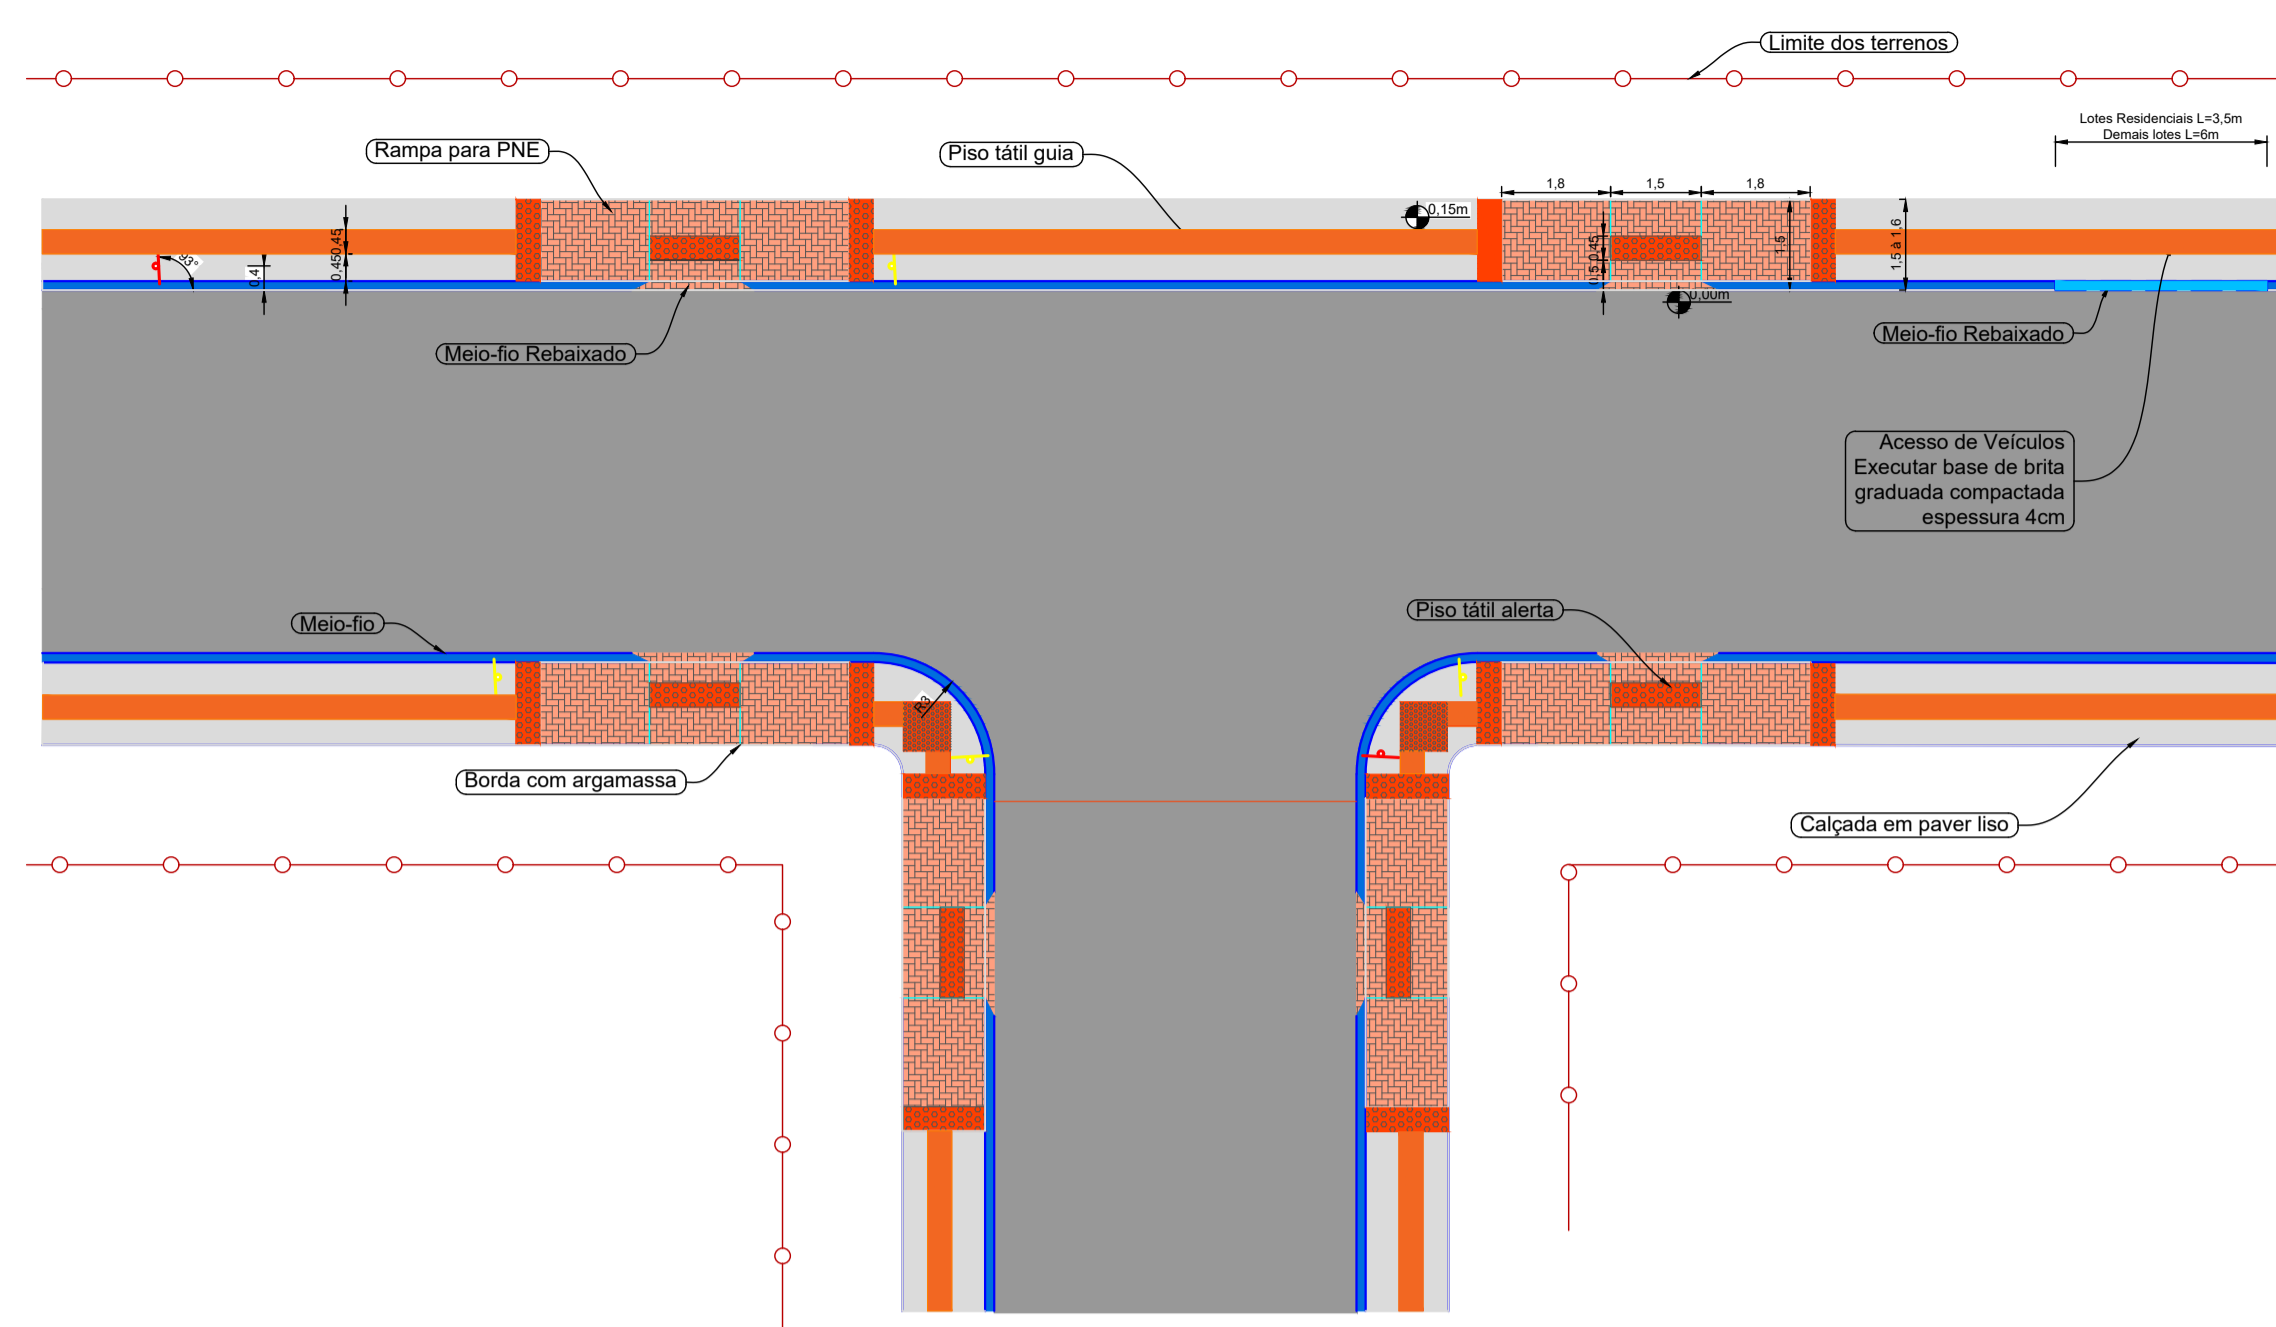 Limite dos terrenos
Lotes Residenciais L=3,5m
Demais lotes L=6m
Rampa para PNE
Piso tátil guia
1,8
1,5
1,8
0,15m
0,45
0,45
93°
0,4
0,45
0,5
1,5
1,5 à 1,6
0,00m
Meio-fio Rebaixado
Meio-fio Rebaixado
Acesso de Veículos
Executar base de brita
graduada compactada
espessura 4cm
Meio-fio
Piso tátil alerta
R3
Borda com argamassa
Calçada em paver liso